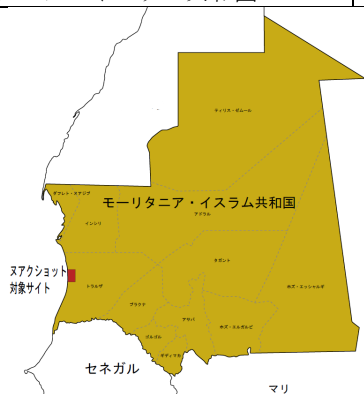 ティリス・ゼムール
ダフレト・ヌアジブ
モーリタニア・イスラム共和国
アドラル
インシリ
ヌアクショット
対象サイト
タガント
トラルザ
ホズ・エッシャルギ
ブラクナ
アサバ
ホズ・エルガルビ
ゴルゴル
ギディマカ
セネガル
マリ